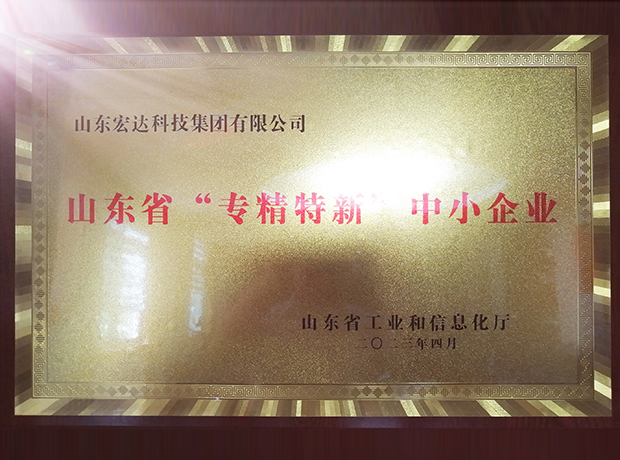 山东宏达科技集团有限公司
山东省“专精特新”中小企业
山东省工业和信息化厅
二〇二三年四月